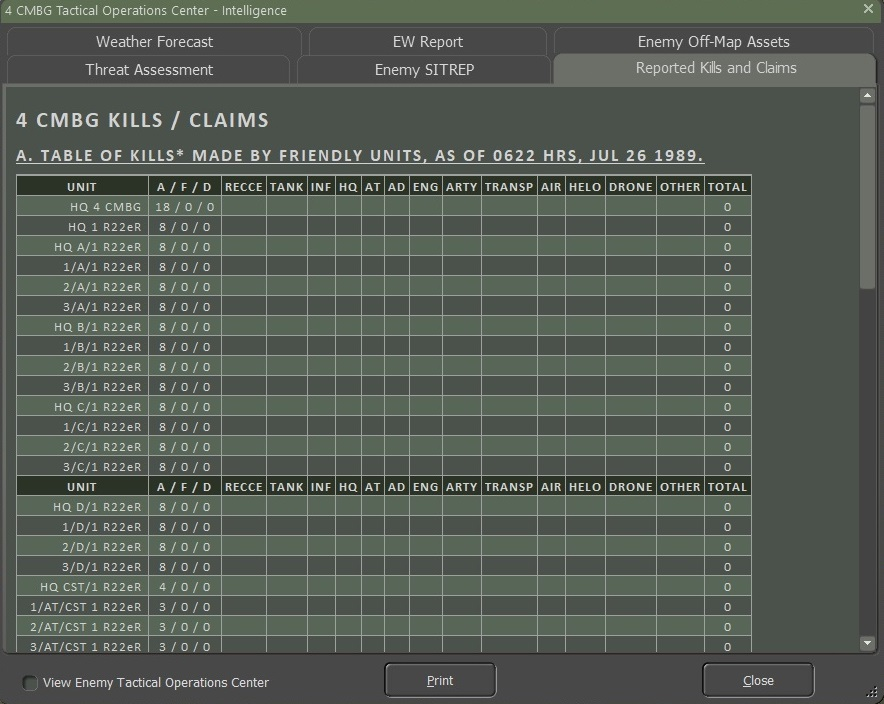 4 CMBG Tactical Operations Center - Intelligence
Weather Forecast EW Report Enemy Off-Map Assets
Threat Assessment Enemy SITREP Reported Kills and Claims
4 CMBG KILLS / CLAIMS
A. TABLE OF KILLS* MADE BY FRIENDLY UNITS, AS OF 0622 HRS, JUL 26 1989.
UNIT A / F / D RECCE TANK INF HQ AT AD ENG ARTY TRANSP AIR HELO DRONE OTHER TOTAL
HQ 4 CMBG 18 / 0 / 0 0
HQ 1 R22eR 8 / 0 / 0 0
HQ A/1 R22eR 8 / 0 / 0 0
1/A/1 R22eR 8 / 0 / 0 0
2/A/1 R22eR 8 / 0 / 0 0
3/A/1 R22eR 8 / 0 / 0 0
HQ B/1 R22eR 8 / 0 / 0 0
1/B/1 R22eR 8 / 0 / 0 0
2/B/1 R22eR 8 / 0 / 0 0
3/B/1 R22eR 8 / 0 / 0 0
HQ C/1 R22eR 8 / 0 / 0 0
1/C/1 R22eR 8 / 0 / 0 0
2/C/1 R22eR 8 / 0 / 0 0
3/C/1 R22eR 8 / 0 / 0 0
UNIT A / F / D RECCE TANK INF HQ AT AD ENG ARTY TRANSP AIR HELO DRONE OTHER TOTAL
HQ D/1 R22eR 8 / 0 / 0 0
1/D/1 R22eR 8 / 0 / 0 0
2/D/1 R22eR 8 / 0 / 0 0
3/D/1 R22eR 8 / 0 / 0 0
HQ CST/1 R22eR 4 / 0 / 0 0
1/AT/CST 1 R22eR 3 / 0 / 0 0
2/AT/CST 1 R22eR 3 / 0 / 0 0
3/AT/CST 1 R22eR 3 / 0 / 0 0
View Enemy Tactical Operations Center Print Close